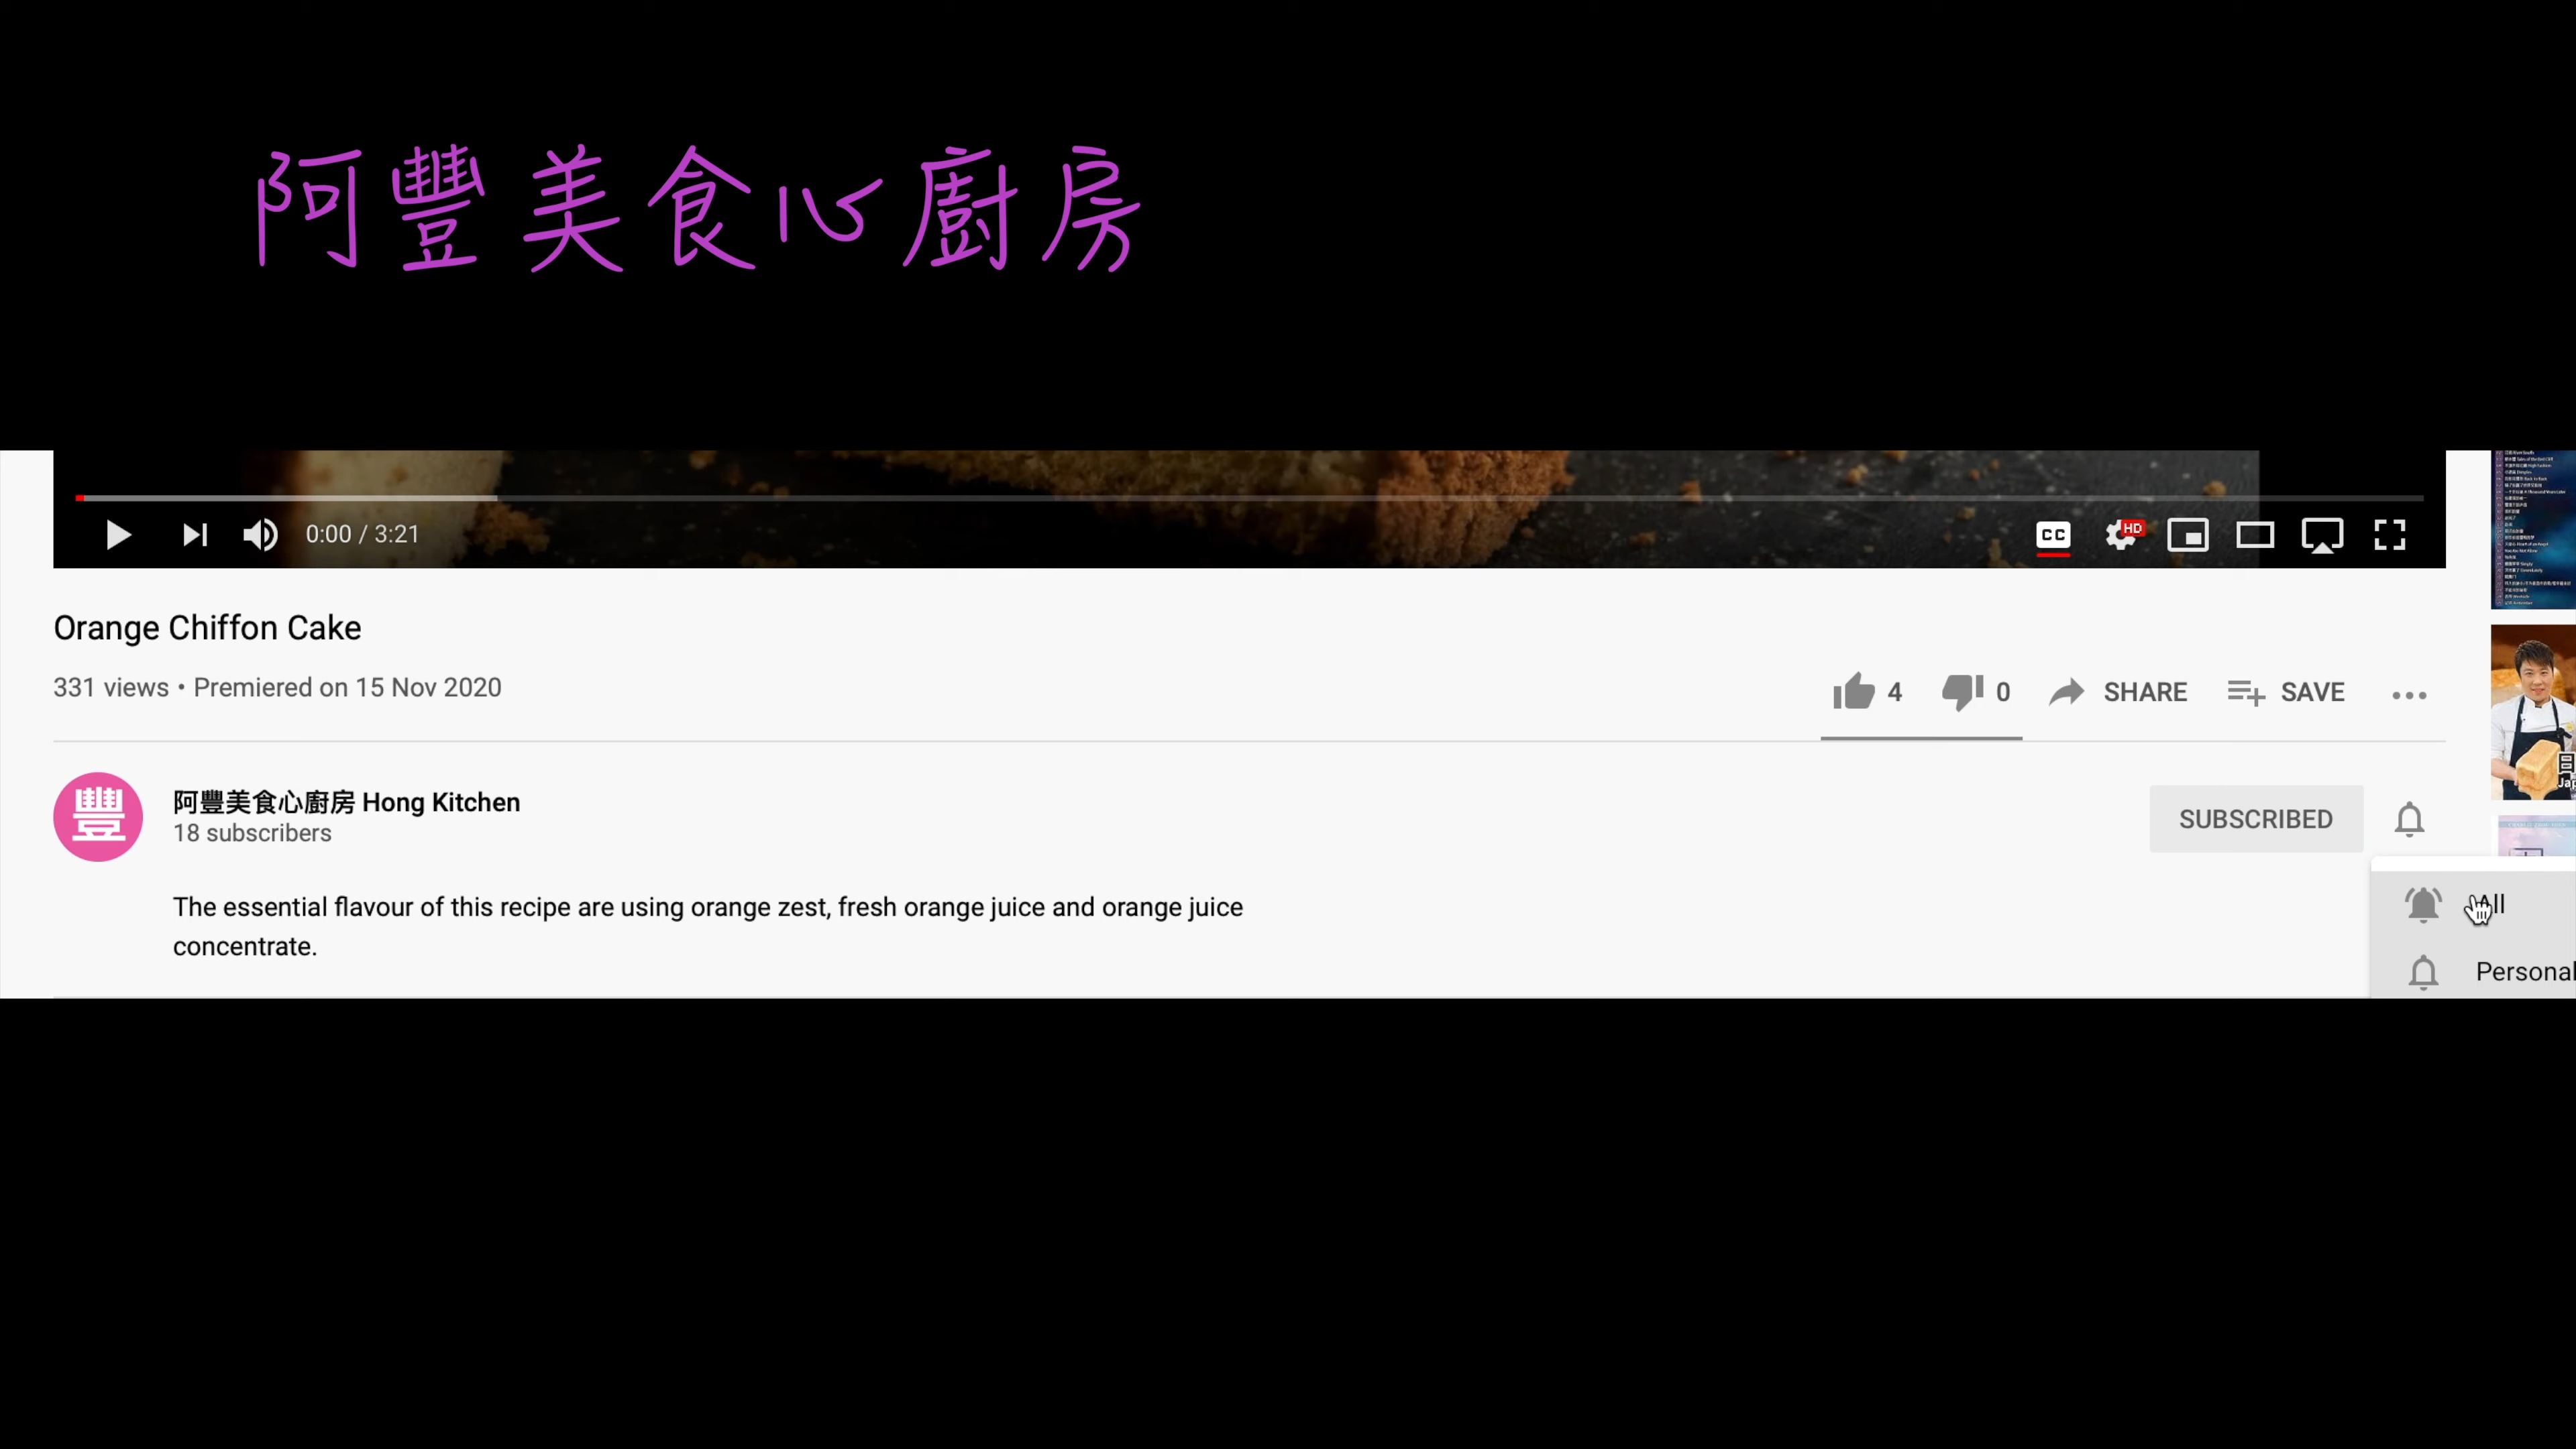 阿豐美食心廚房
0:00 / 3:21
CC
HD
Orange Chiffon Cake
331 views • Premiered on 15 Nov 2020
4 0 SHARE SAVE
豐
阿豐美食心廚房 Hong Kitchen
18 subscribers
SUBSCRIBED
The essential flavour of this recipe are using orange zest, fresh orange juice and orange juice
concentrate.
All
Personal
日